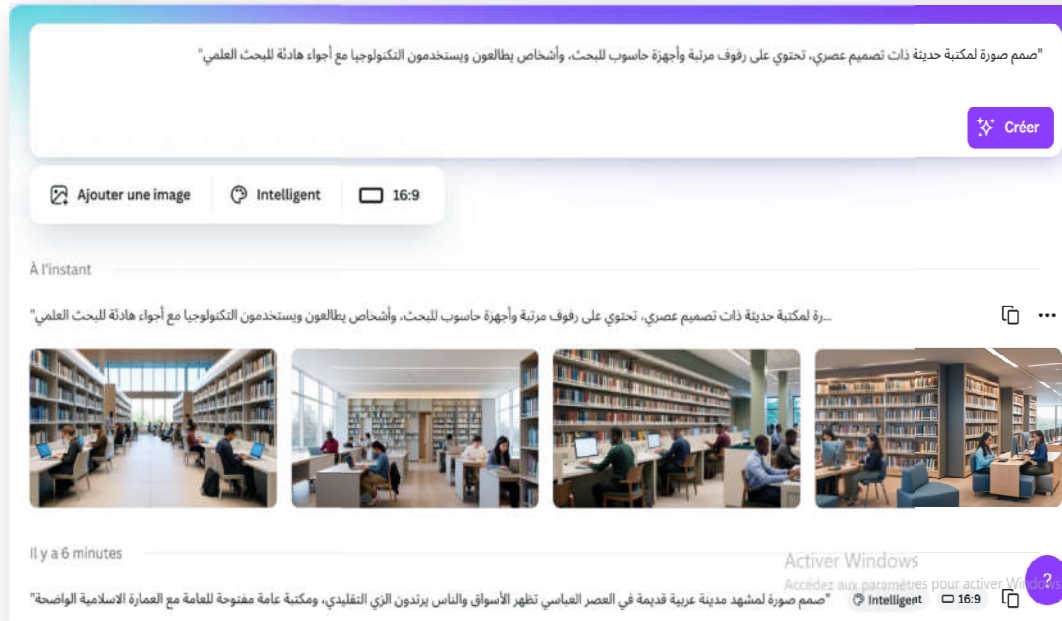 "صمم صورة لمكتبة حديثة ذات تصميم عصري، تحتوي على رفوف مرتبة وأجهزة حاسوب للبحث، وأشخاص يطالعون ويستخدمون التكنولوجيا مع أجواء هادئة للبحث العلمي"
Créer
Ajouter une image
Intelligent
16:9
À l'instant
...رة لمكتبة حديثة ذات تصميم عصري، تحتوي على رفوف مرتبة وأجهزة حاسوب للبحث، وأشخاص يطالعون ويستخدمون التكنولوجيا مع أجواء هادئة للبحث العلمي"
Il y a 6 minutes
Activer Windows
Accédez aux paramètres pour activer Windows
"صمم صورة لمشهد مدينة عربية قديمة في العصر العباسي تظهر الأسواق والناس يرتدون الزي التقليدي، ومكتبة عامة مفتوحة للعامة مع العمارة الاسلامية الواضحة"
Intelligent
16:9
?